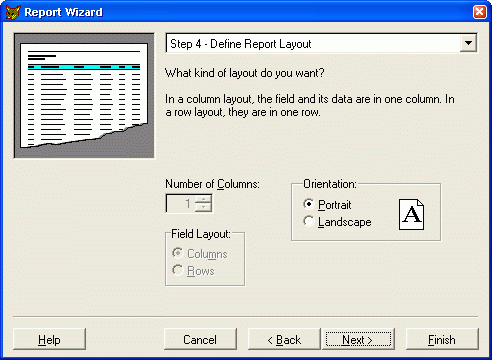 Report Wizard
Step 4 - Define Report Layout
What kind of layout do you want?
In a column layout, the field and its data are in one column. In
a row layout, they are in one row.
Number of Columns:
1
Orientation:
Portrait
Landscape
A
Field Layout:
Columns
Rows
Help
Cancel
< Back
Next >
Finish